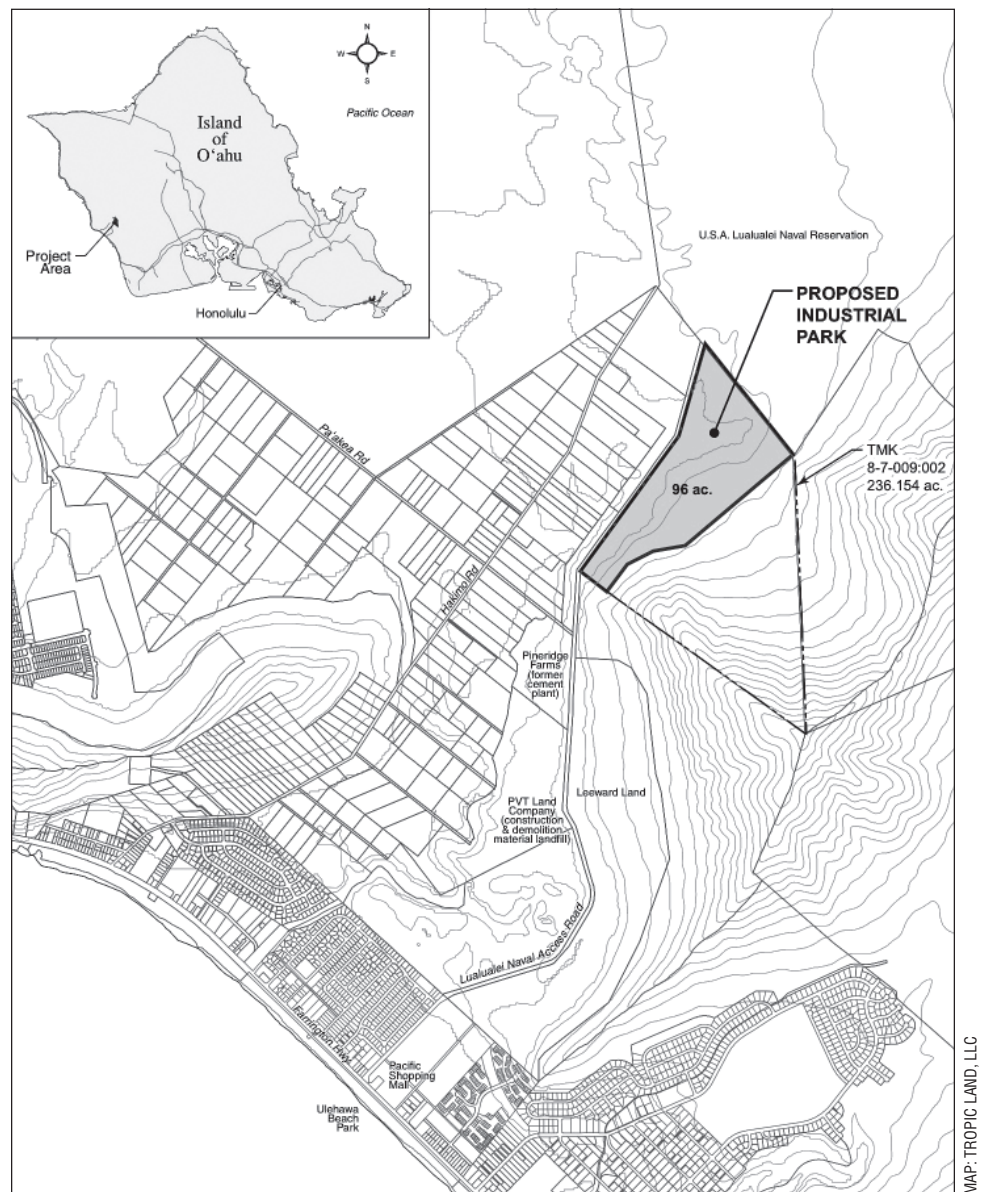 N
W
E
S
Pacific Ocean
Island
of
O‘ahu
Project
Area
Honolulu
U.S.A. Lualualei Naval Reservation
PROPOSED
INDUSTRIAL
PARK
TMK
8-7-009:002
236.154 ac.
96 ac.
Pa‘akea Rd
Hakimo Rd
Pineridge
Farms
(former
cement
plant)
Leeward Land
PVT Land
Company
(construction
& demolition
material landfill)
Lualualei Naval Access Road
Farrington Hwy.
Pacific
Shopping
Mall
Ulehawa
Beach
Park
MAP: TROPIC LAND, LLC